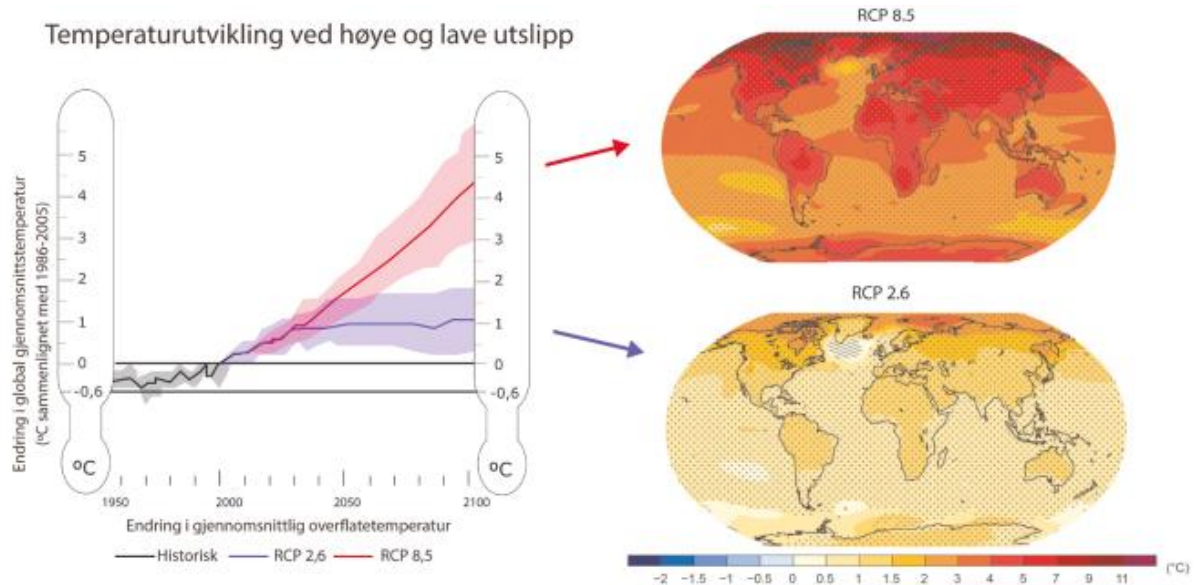 Temperaturutvikling ved høye og lave utslipp
Endring i global gjennomsnittstemperatur
(ºC sammenlignet med 1986-2005)
5
4
3
2
1
0
-0,6
ºC
5
4
3
2
1
0
-0,6
ºC
1950 2000 2050 2100
Endring i gjennomsnittlig overflatetemperatur
Historisk RCP 2,6 RCP 8,5
RCP 8.5
RCP 2.6
−2 −1.5 −1 −0.5 0 0.5 1 1.5 2 3 4 5 7 9 11 (°C)